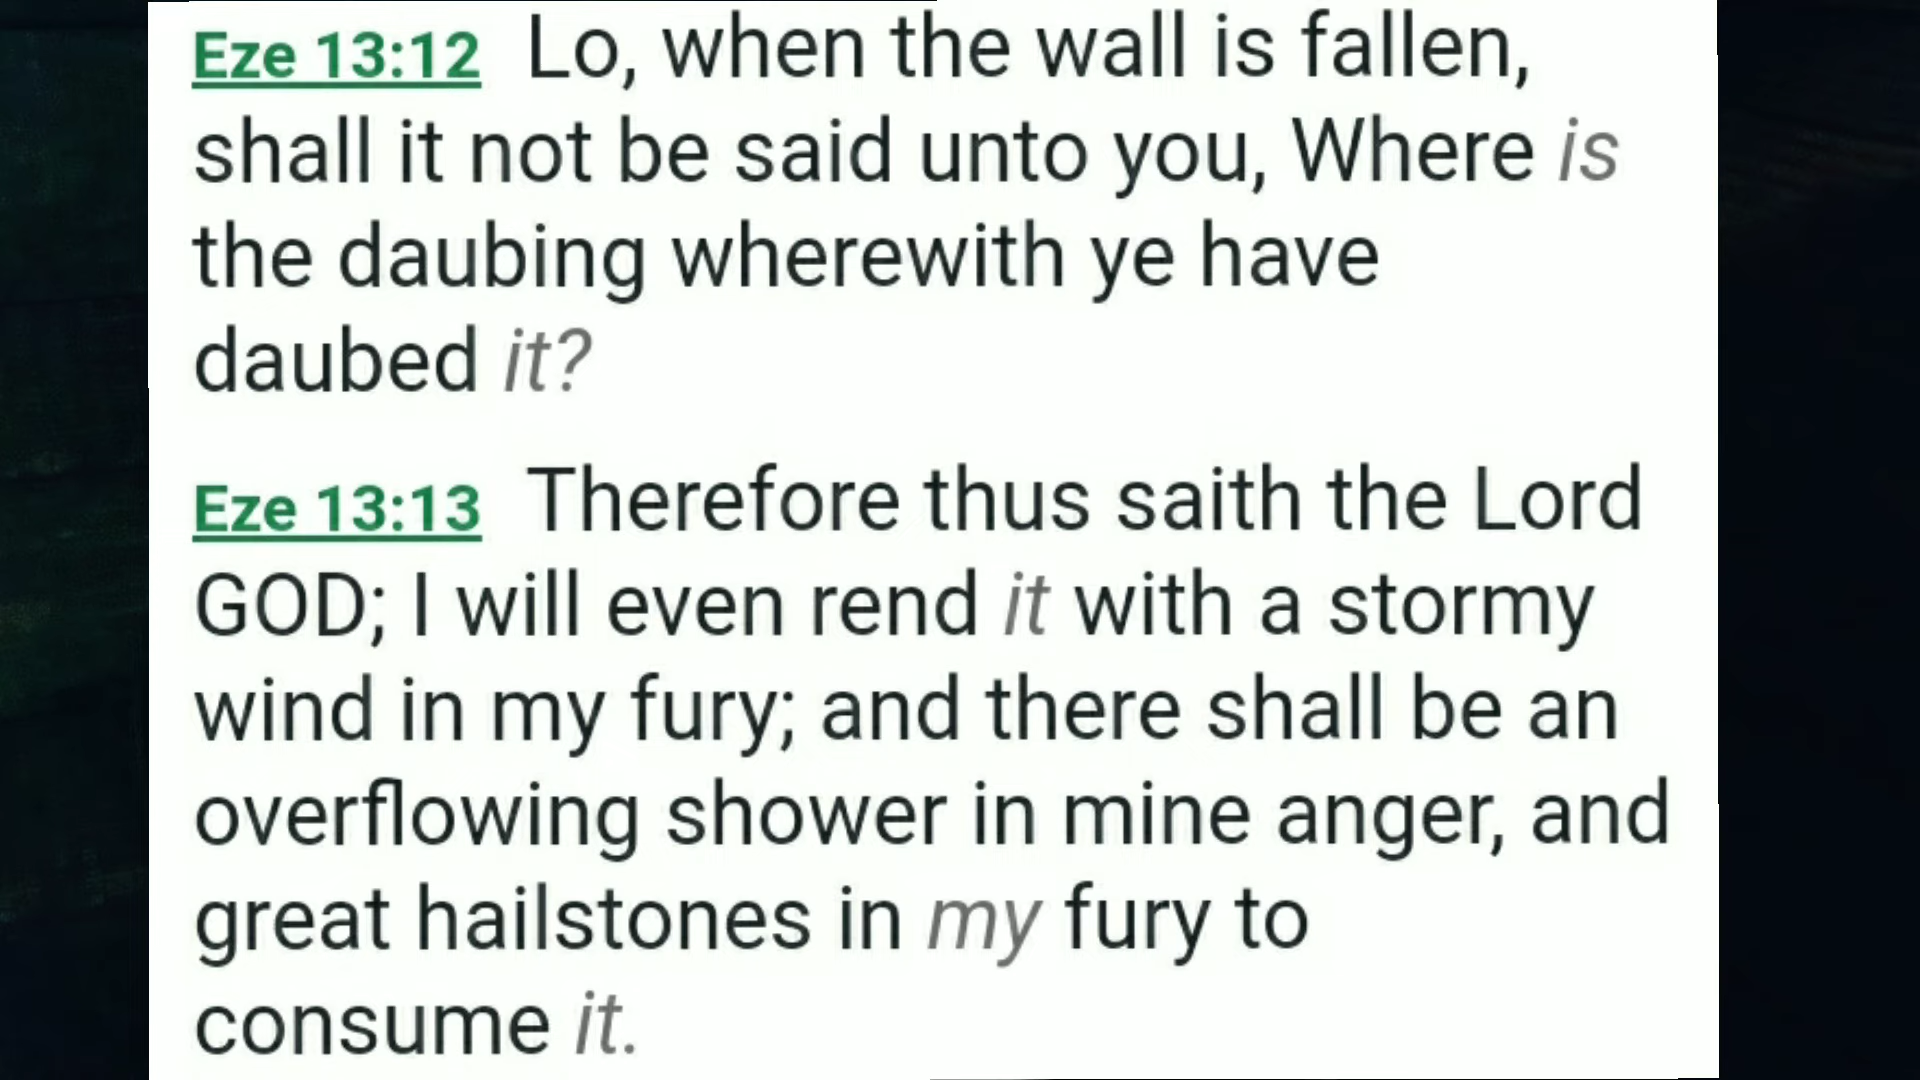 Eze 13:12 Lo, when the wall is fallen,
shall it not be said unto you, Where is
the daubing wherewith ye have
daubed it?
Eze 13:13 Therefore thus saith the Lord
GOD; I will even rend it with a stormy
wind in my fury; and there shall be an
overflowing shower in mine anger, and
great hailstones in my fury to
consume it.